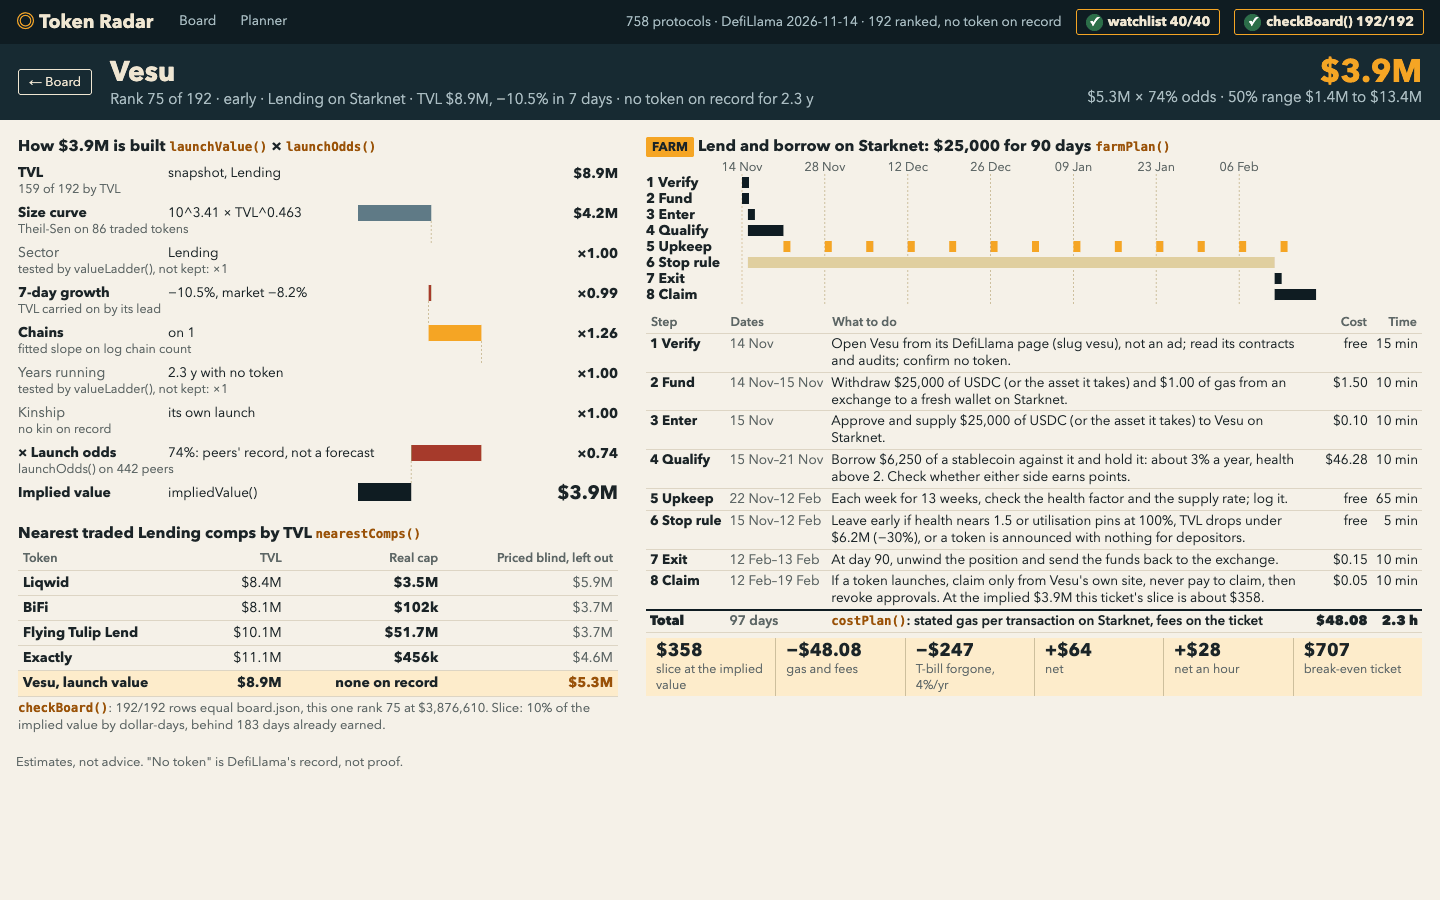 Token Radar Board Planner 758 protocols · DefiLlama 2026-11-14 · 192 ranked, no token on record ✓ watchlist 40/40 ✓ checkBoard() 192/192
← Board
Vesu
Rank 75 of 192 · early · Lending on Starknet · TVL $8.9M, −10.5% in 7 days · no token on record for 2.3 y
$3.9M
$5.3M × 74% odds · 50% range $1.4M to $13.4M
How $3.9M is built launchValue() × launchOdds()
TVL snapshot, Lending $8.9M
159 of 192 by TVL
Size curve 10^3.41 × TVL^0.463 $4.2M
Theil-Sen on 86 traded tokens
Sector Lending ×1.00
tested by valueLadder(), not kept: ×1
7-day growth −10.5%, market −8.2% ×0.99
TVL carried on by its lead
Chains on 1 ×1.26
fitted slope on log chain count
Years running 2.3 y with no token ×1.00
tested by valueLadder(), not kept: ×1
Kinship its own launch ×1.00
no kin on record
× Launch odds 74%: peers' record, not a forecast ×0.74
launchOdds() on 442 peers
Implied value impliedValue() $3.9M
Nearest traded Lending comps by TVL nearestComps()
Token TVL Real cap Priced blind, left out
Liqwid $8.4M $3.5M $5.9M
BiFi $8.1M $102k $3.7M
Flying Tulip Lend $10.1M $51.7M $3.7M
Exactly $11.1M $456k $4.6M
Vesu, launch value $8.9M none on record $5.3M
checkBoard(): 192/192 rows equal board.json, this one rank 75 at $3,876,610. Slice: 10% of the
implied value by dollar-days, behind 183 days already earned.
FARM Lend and borrow on Starknet: $25,000 for 90 days farmPlan()
14 Nov 28 Nov 12 Dec 26 Dec 09 Jan 23 Jan 06 Feb
1 Verify
2 Fund
3 Enter
4 Qualify
5 Upkeep
6 Stop rule
7 Exit
8 Claim
Step Dates What to do Cost Time
1 Verify 14 Nov Open Vesu from its DefiLlama page (slug vesu), not an ad; read its contracts free 15 min
and audits; confirm no token.
2 Fund 14 Nov–15 Nov Withdraw $25,000 of USDC (or the asset it takes) and $1.00 of gas from an $1.50 10 min
exchange to a fresh wallet on Starknet.
3 Enter 15 Nov Approve and supply $25,000 of USDC (or the asset it takes) to Vesu on $0.10 10 min
Starknet.
4 Qualify 15 Nov–21 Nov Borrow $6,250 of a stablecoin against it and hold it: about 3% a year, health $46.28 10 min
above 2. Check whether either side earns points.
5 Upkeep 22 Nov–12 Feb Each week for 13 weeks, check the health factor and the supply rate; log it. free 65 min
6 Stop rule 15 Nov–12 Feb Leave early if health nears 1.5 or utilisation pins at 100%, TVL drops under free 5 min
$6.2M (−30%), or a token is announced with nothing for depositors.
7 Exit 12 Feb–13 Feb At day 90, unwind the position and send the funds back to the exchange. $0.15 10 min
8 Claim 12 Feb–19 Feb If a token launches, claim only from Vesu's own site, never pay to claim, then $0.05 10 min
revoke approvals. At the implied $3.9M this ticket's slice is about $358.
Total 97 days costPlan(): stated gas per transaction on Starknet, fees on the ticket $48.08 2.3 h
$358 −$48.08 −$247 +$64 +$28 $707
slice at the implied gas and fees T-bill forgone, net net an hour break-even ticket
value 4%/yr
Estimates, not advice. "No token" is DefiLlama's record, not proof.